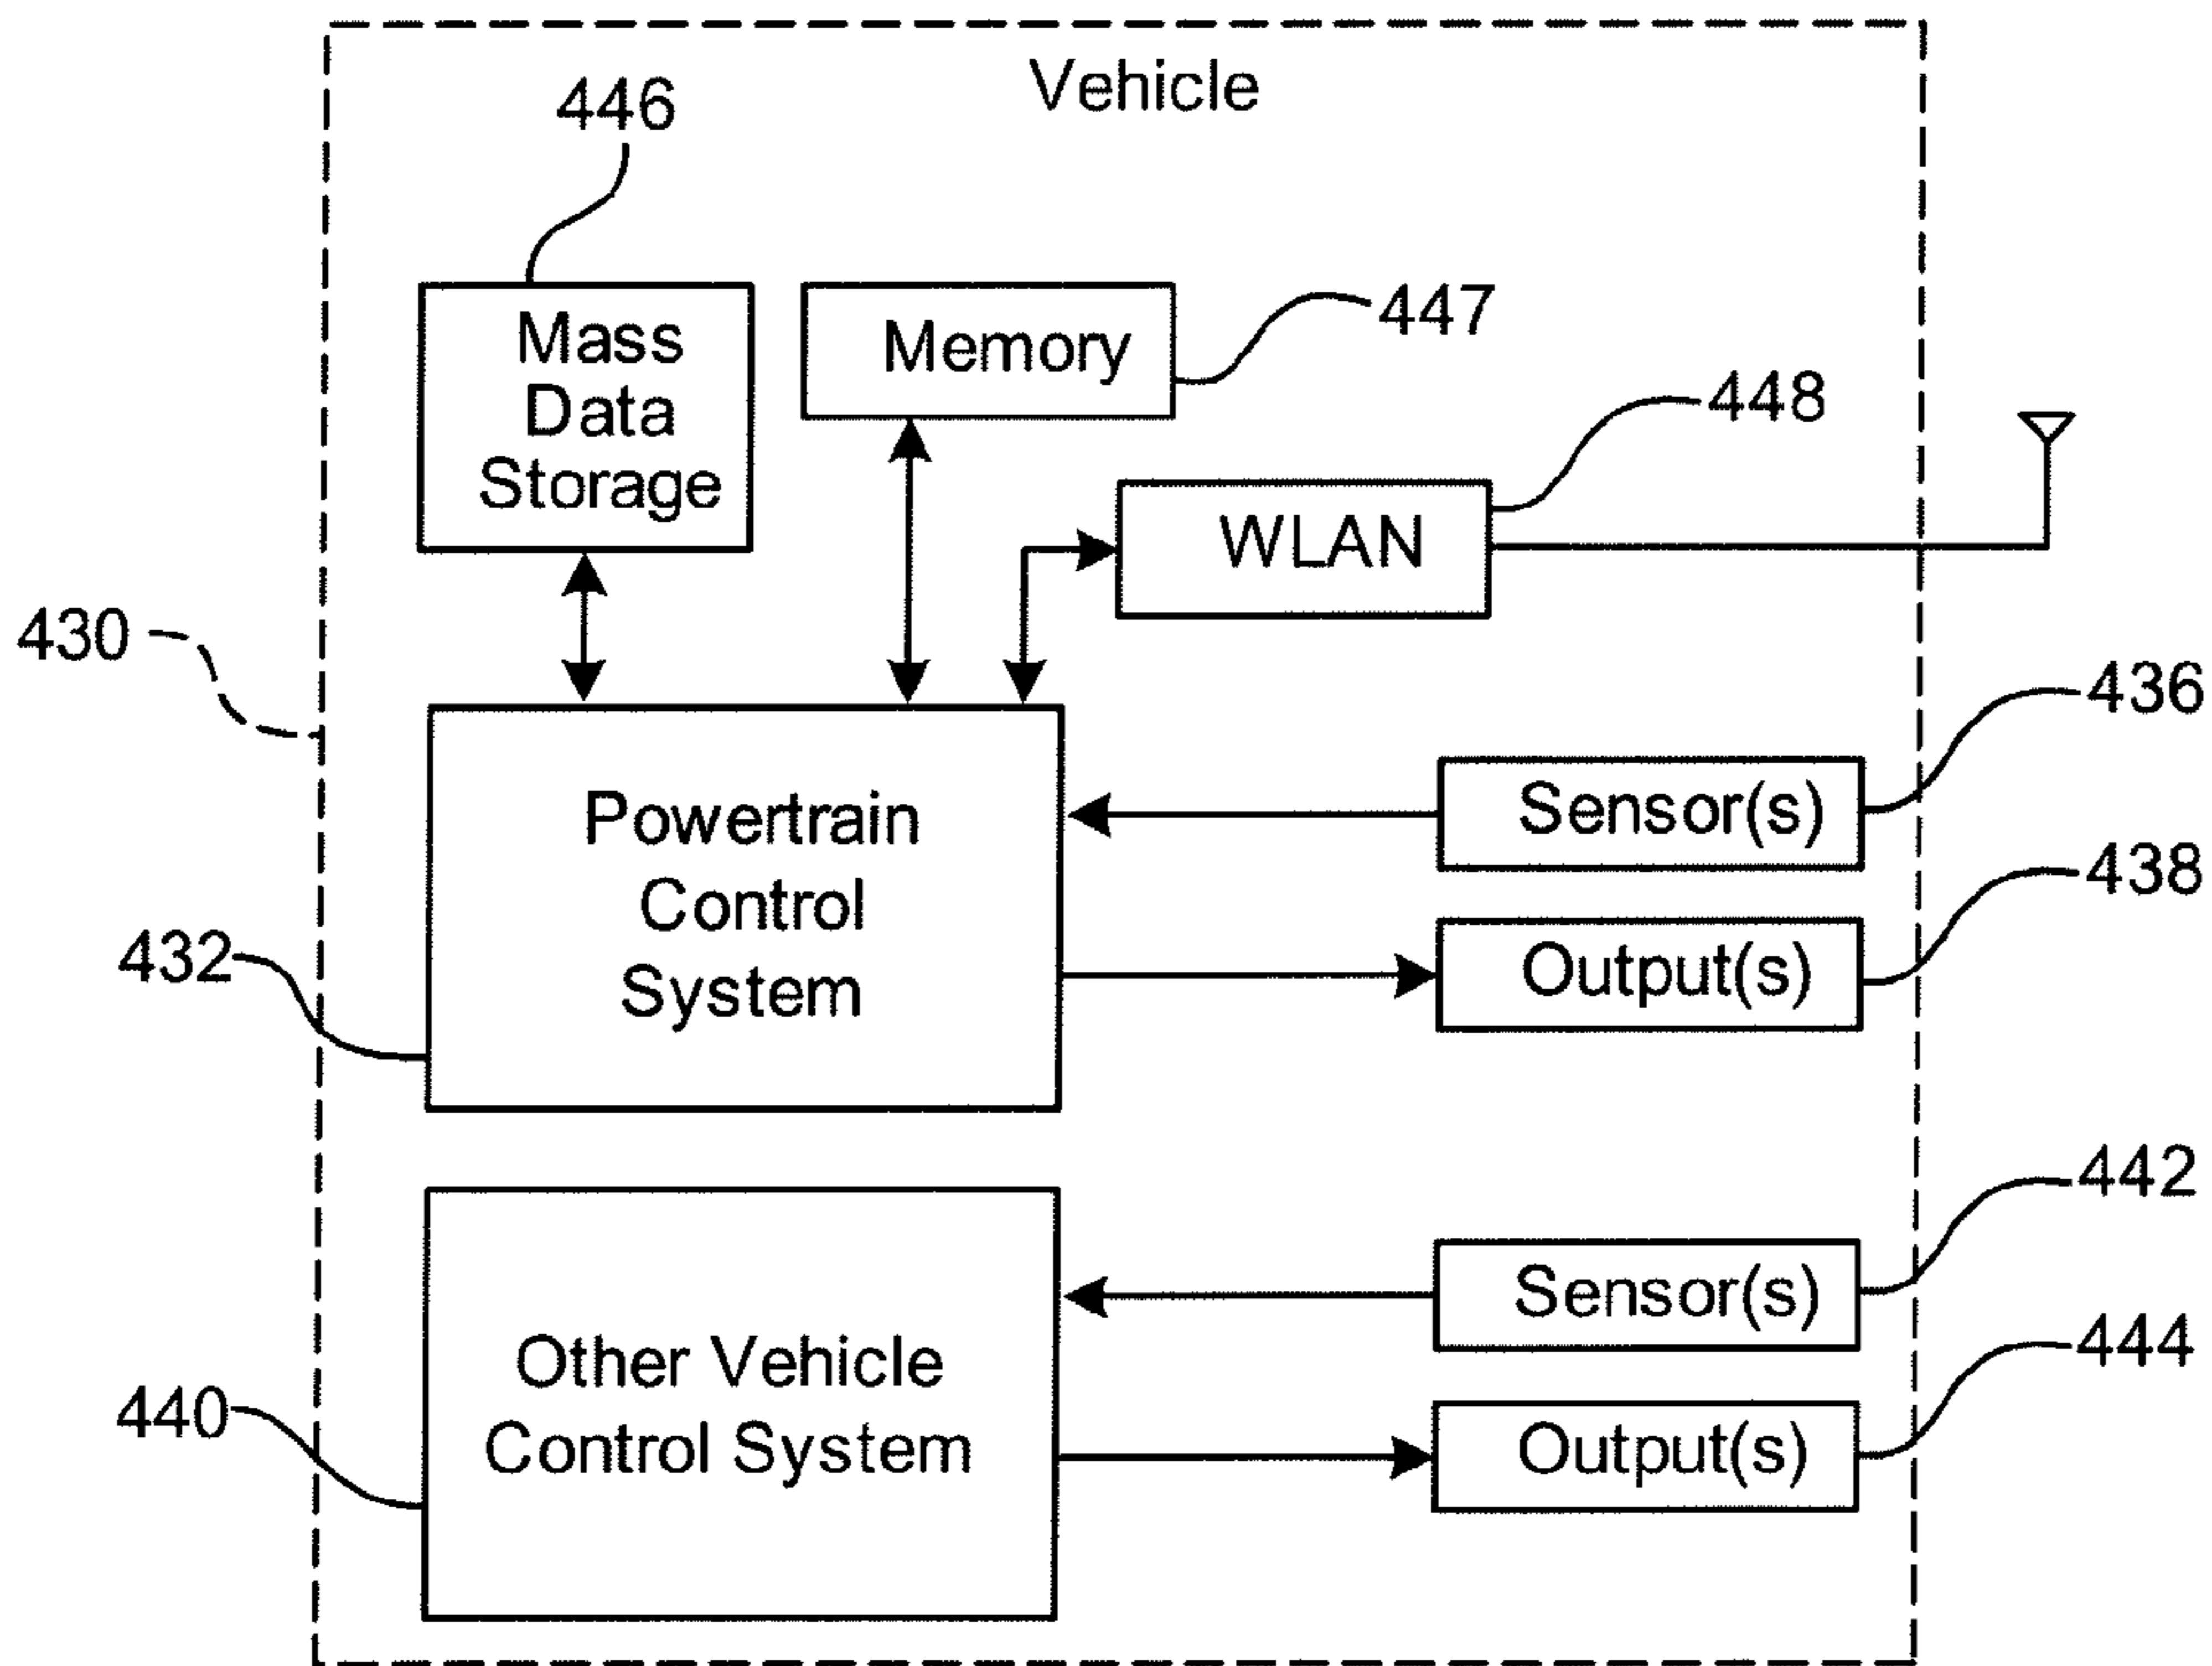 Vehicle
446
Mass
Data
Storage
Memory
447
448
WLAN
430
436
Sensor(s)
Powertrain
Control
System
438
Output(s)
432
442
Sensor(s)
Other Vehicle
Control System
444
Output(s)
440